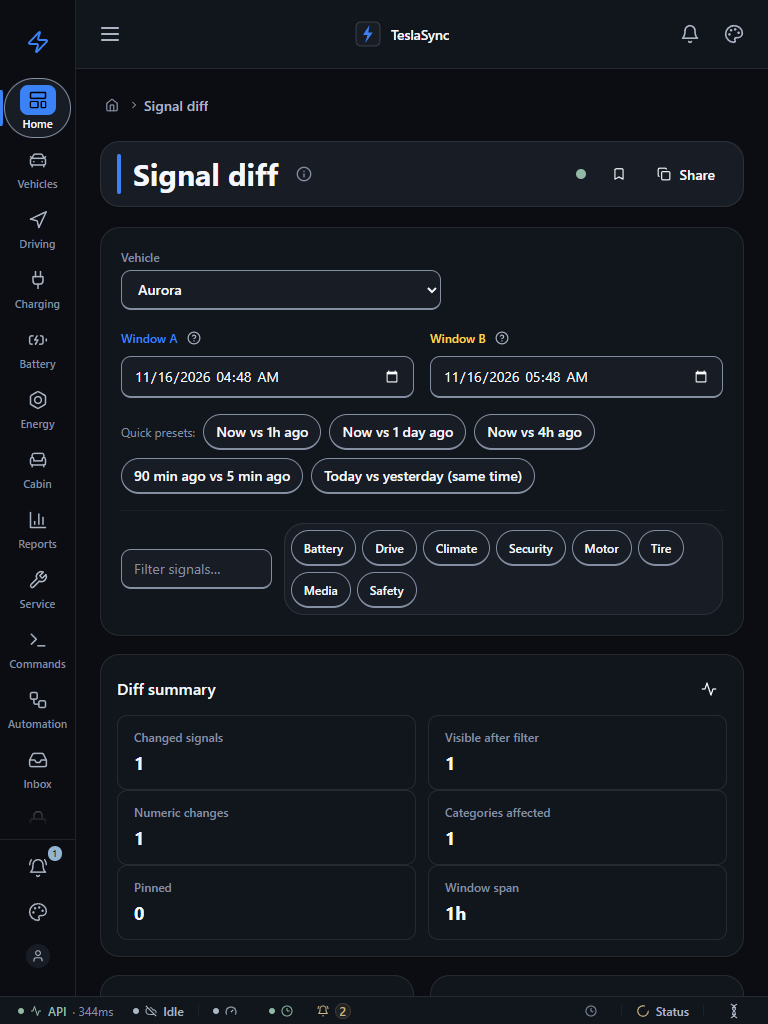 TeslaSync
Home
Vehicles
Driving
Charging
Battery
Energy
Cabin
Reports
Service
Commands
Automation
Inbox
1
Signal diff
Signal diff
Share
Vehicle
Aurora
Window A
Window B
11/16/2026 04:48 AM
11/16/2026 05:48 AM
Quick presets: Now vs 1h ago Now vs 1 day ago Now vs 4h ago
90 min ago vs 5 min ago Today vs yesterday (same time)
Filter signals...
Battery Drive Climate Security Motor Tire
Media Safety
Diff summary
Changed signals
1
Visible after filter
1
Numeric changes
1
Categories affected
1
Pinned
0
Window span
1h
API · 344ms Idle 2 Status